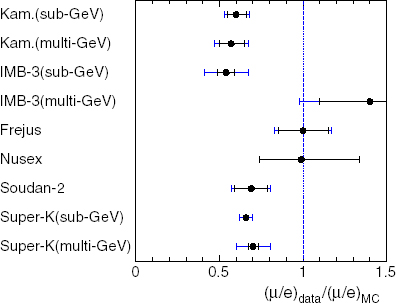 Kam.(sub-GeV)
Kam.(multi-GeV)
IMB-3(sub-GeV)
IMB-3(multi-GeV)
Frejus
Nusex
Soudan-2
Super-K(sub-GeV)
Super-K(multi-GeV)
0 0.5 1 1.5
(μ/e)data/(μ/e)MC